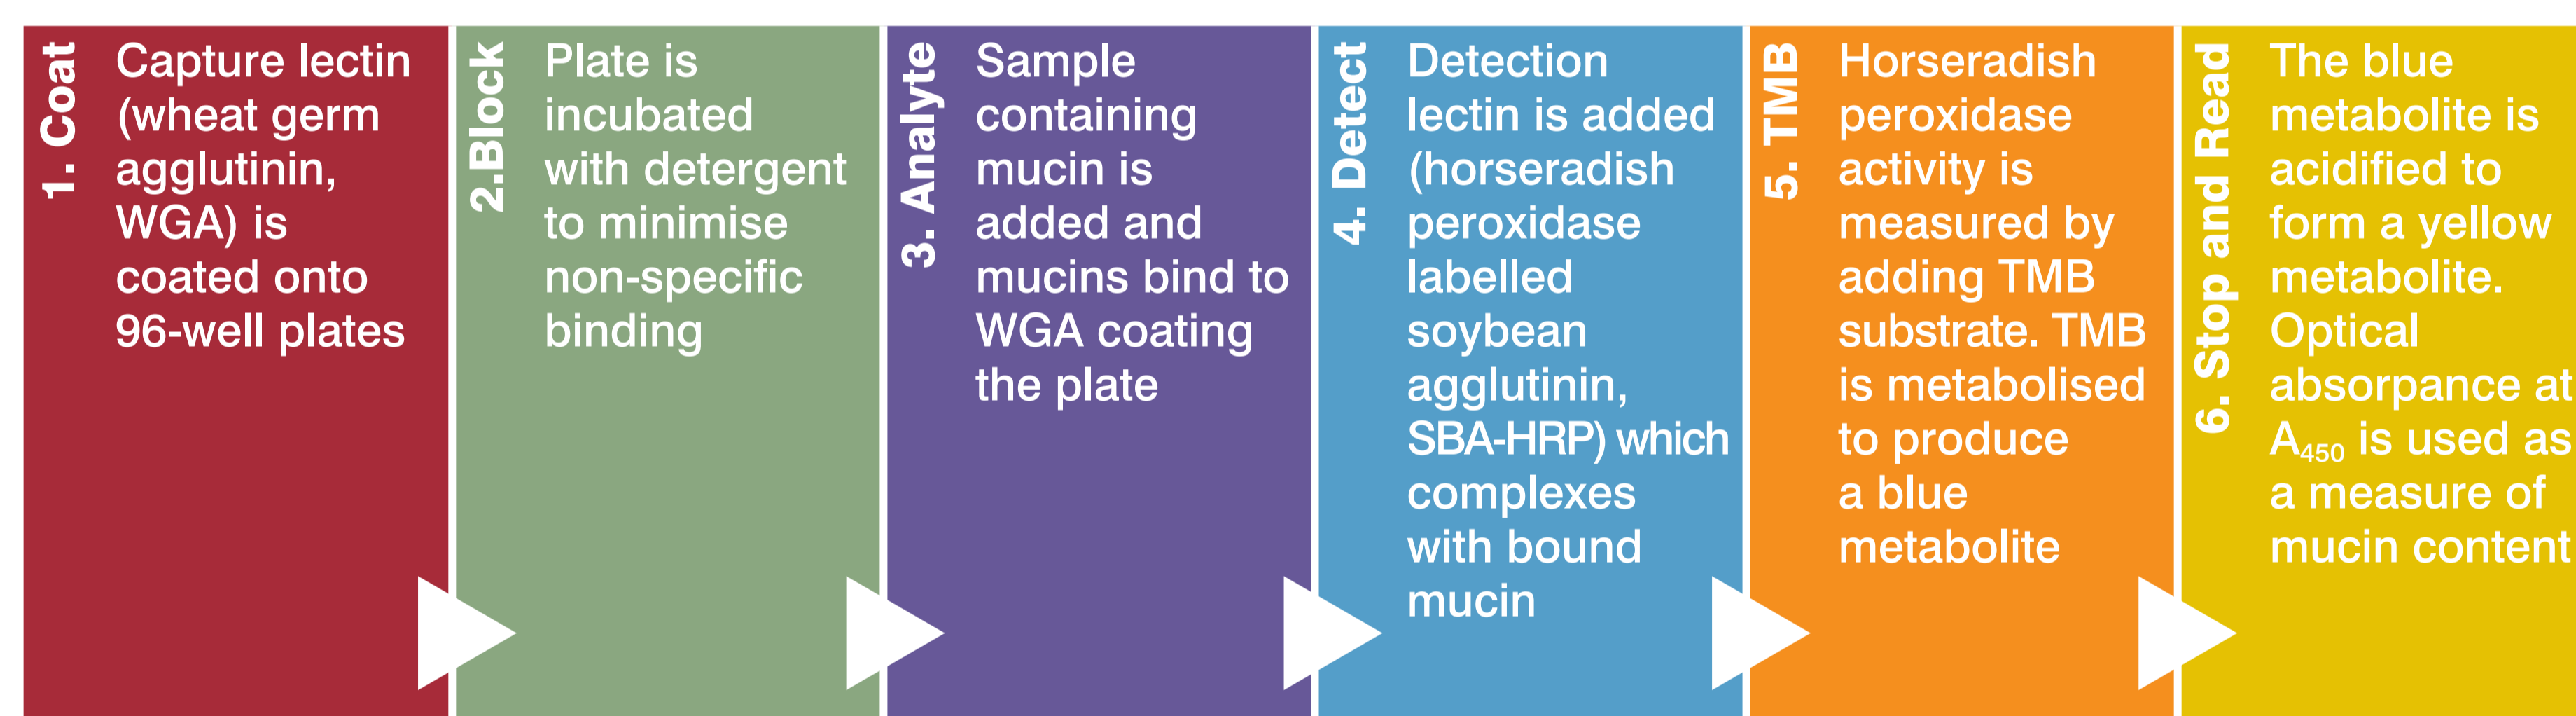 1. Coat
Capture lectin
(wheat germ
agglutinin,
WGA) is
coated onto
96-well plates
2.Block
Plate is
incubated
with detergent
to minimise
non-specific
binding
3. Analyte
Sample
containing
mucin is
added and
mucins bind to
WGA coating
the plate
4. Detect
Detection
lectin is added
(horseradish
peroxidase
labelled
soybean
agglutinin,
SBA-HRP) which
complexes
with bound
mucin
5. TMB
Horseradish
peroxidase
activity is
measured by
adding TMB
substrate. TMB
is metabolised
to produce
a blue
metabolite
6. Stop and Read
The blue
metabolite is
acidified to
form a yellow
metabolite.
Optical
absorpance at
A450 is used as
a measure of
mucin content